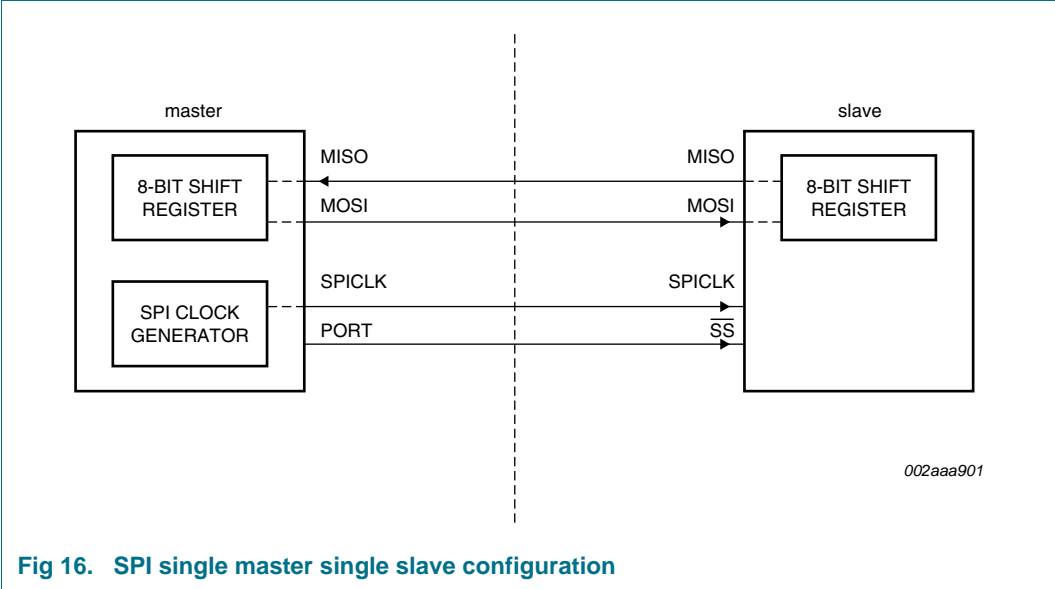 master
slave
8-BIT SHIFT
REGISTER
MISO
MISO
8-BIT SHIFT
REGISTER
MOSI
MOSI
SPI CLOCK
GENERATOR
SPICLK
SPICLK
PORT
S̅S̅
002aaa901
Fig 16. SPI single master single slave configuration